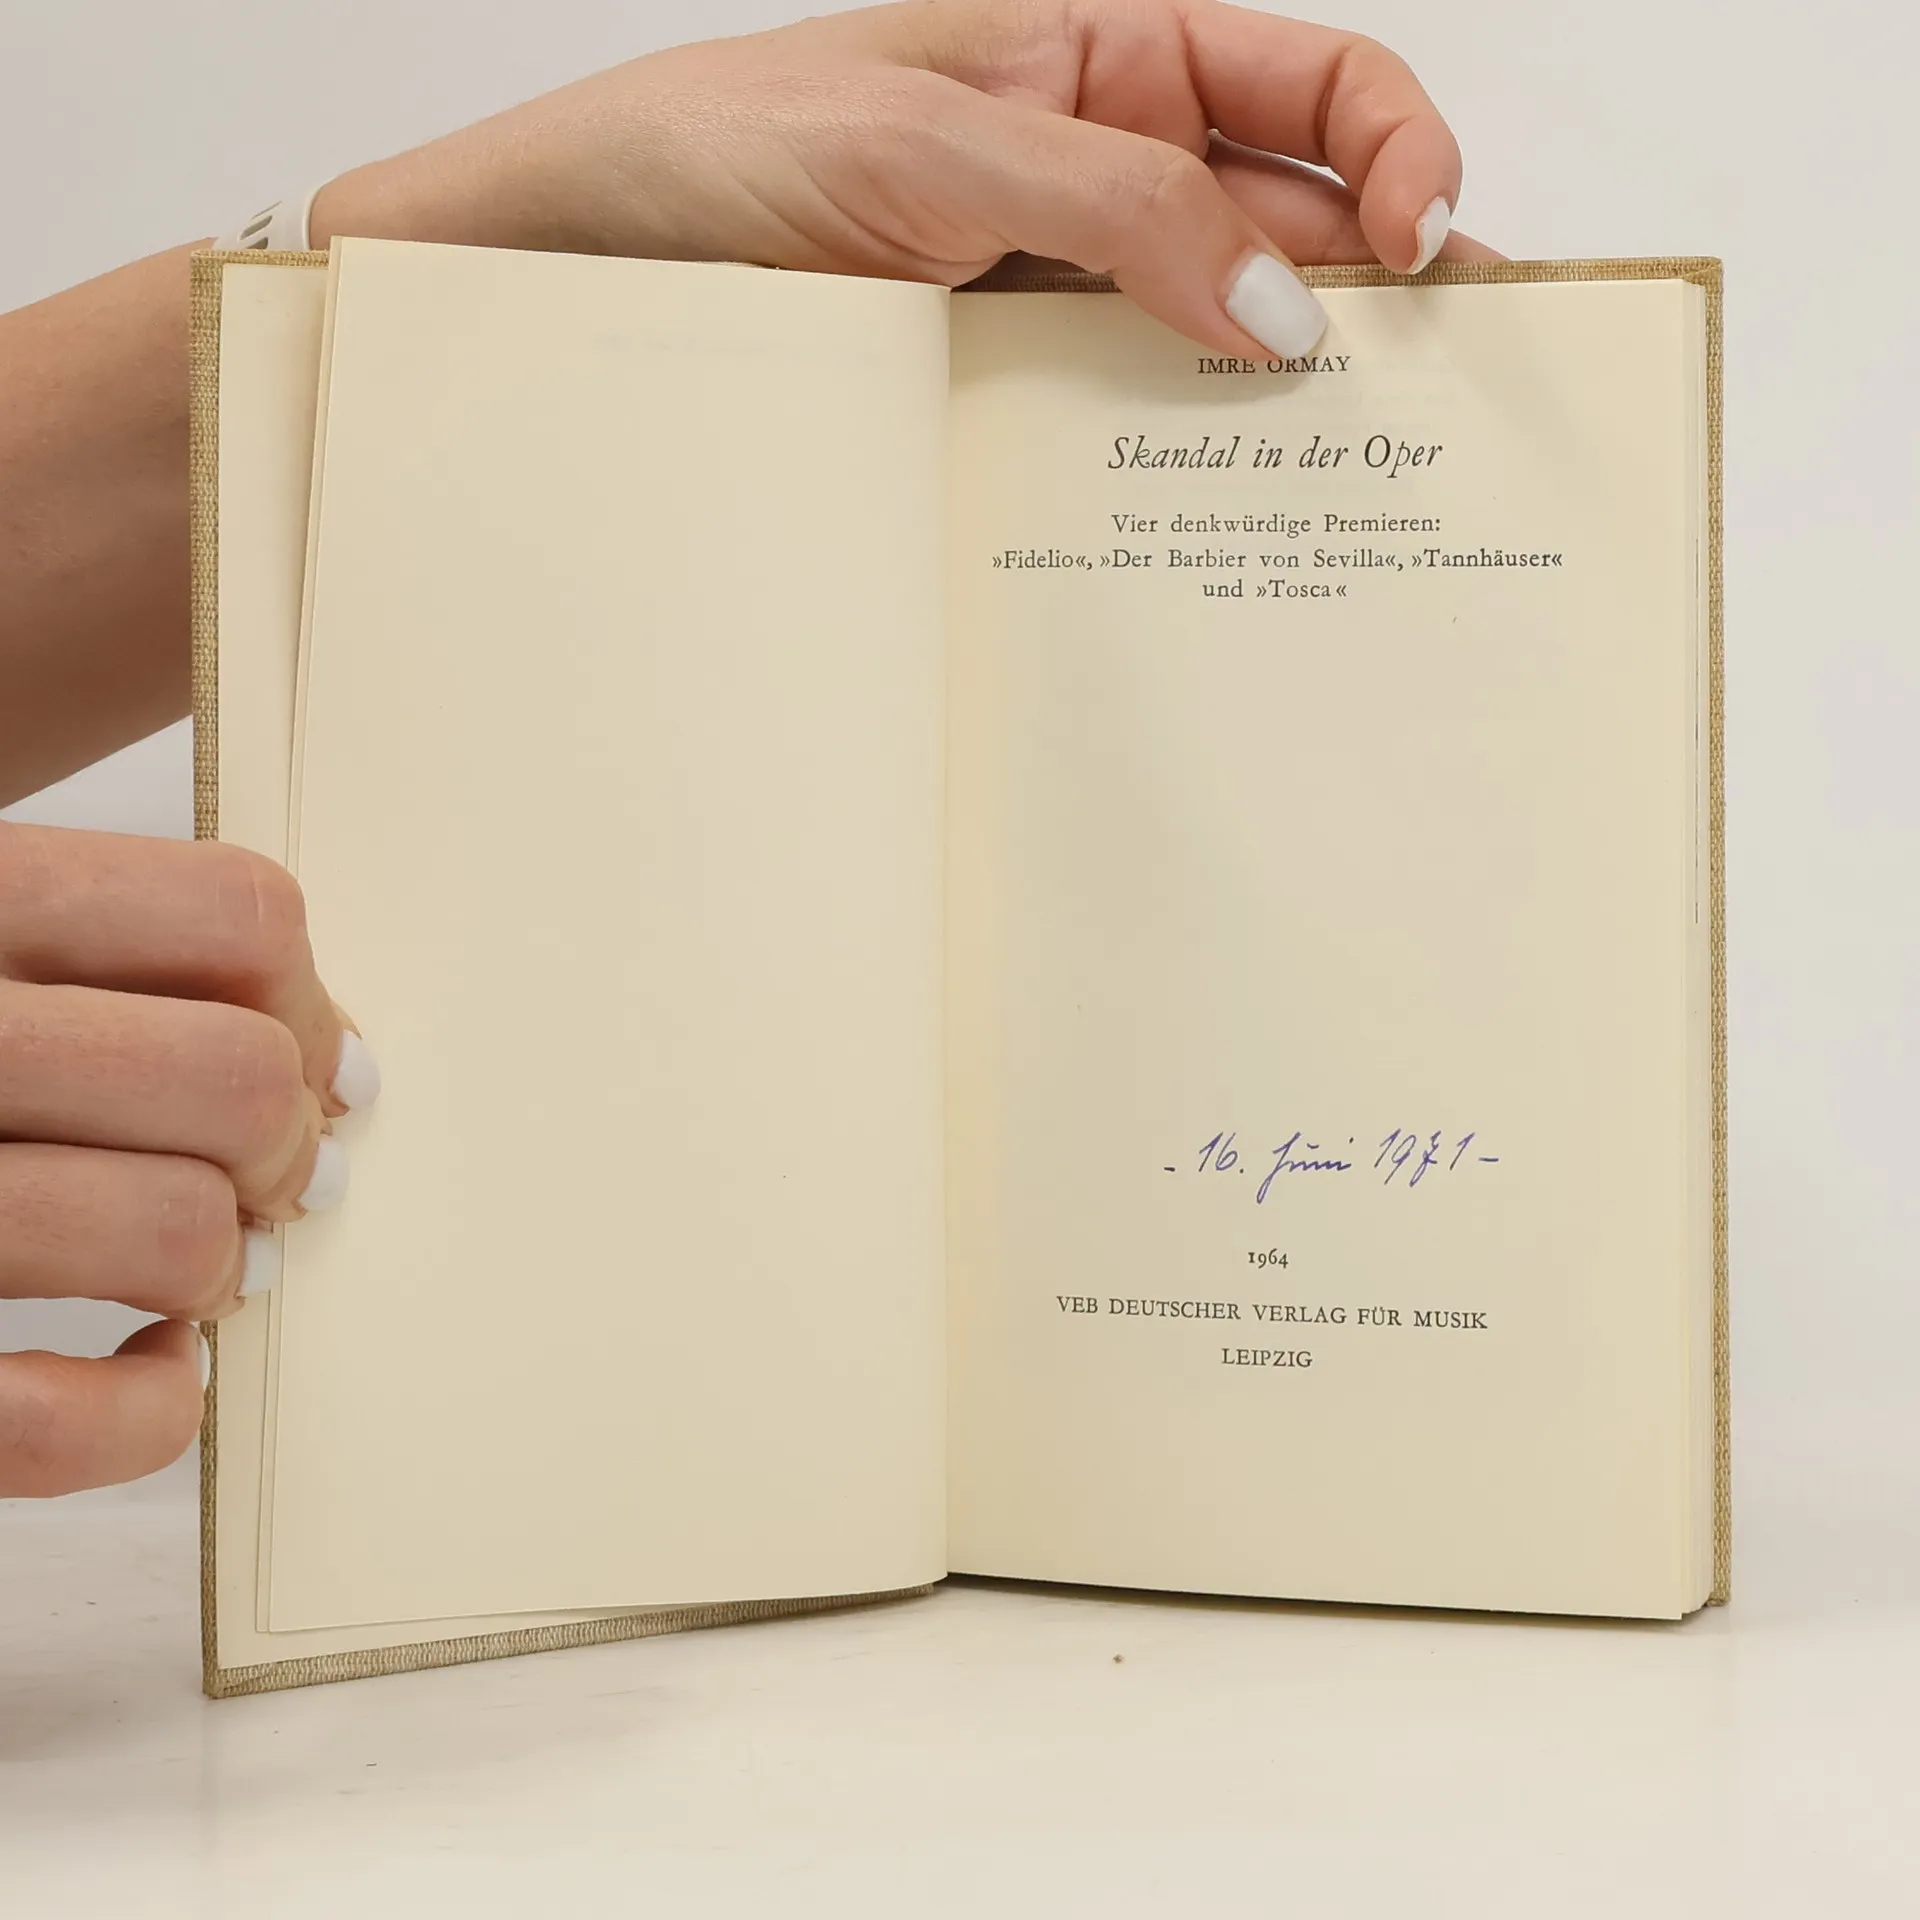 IMRE ORMAY
Skandal in der Oper
Vier denkwürdige Premieren:
»Fidelio«, »Der Barbier von Sevilla«, »Tannhäuser«
und »Tosca«
- 16. Juni 1971 -
1964
VEB DEUTSCHER VERLAG FÜR MUSIK
LEIPZIG